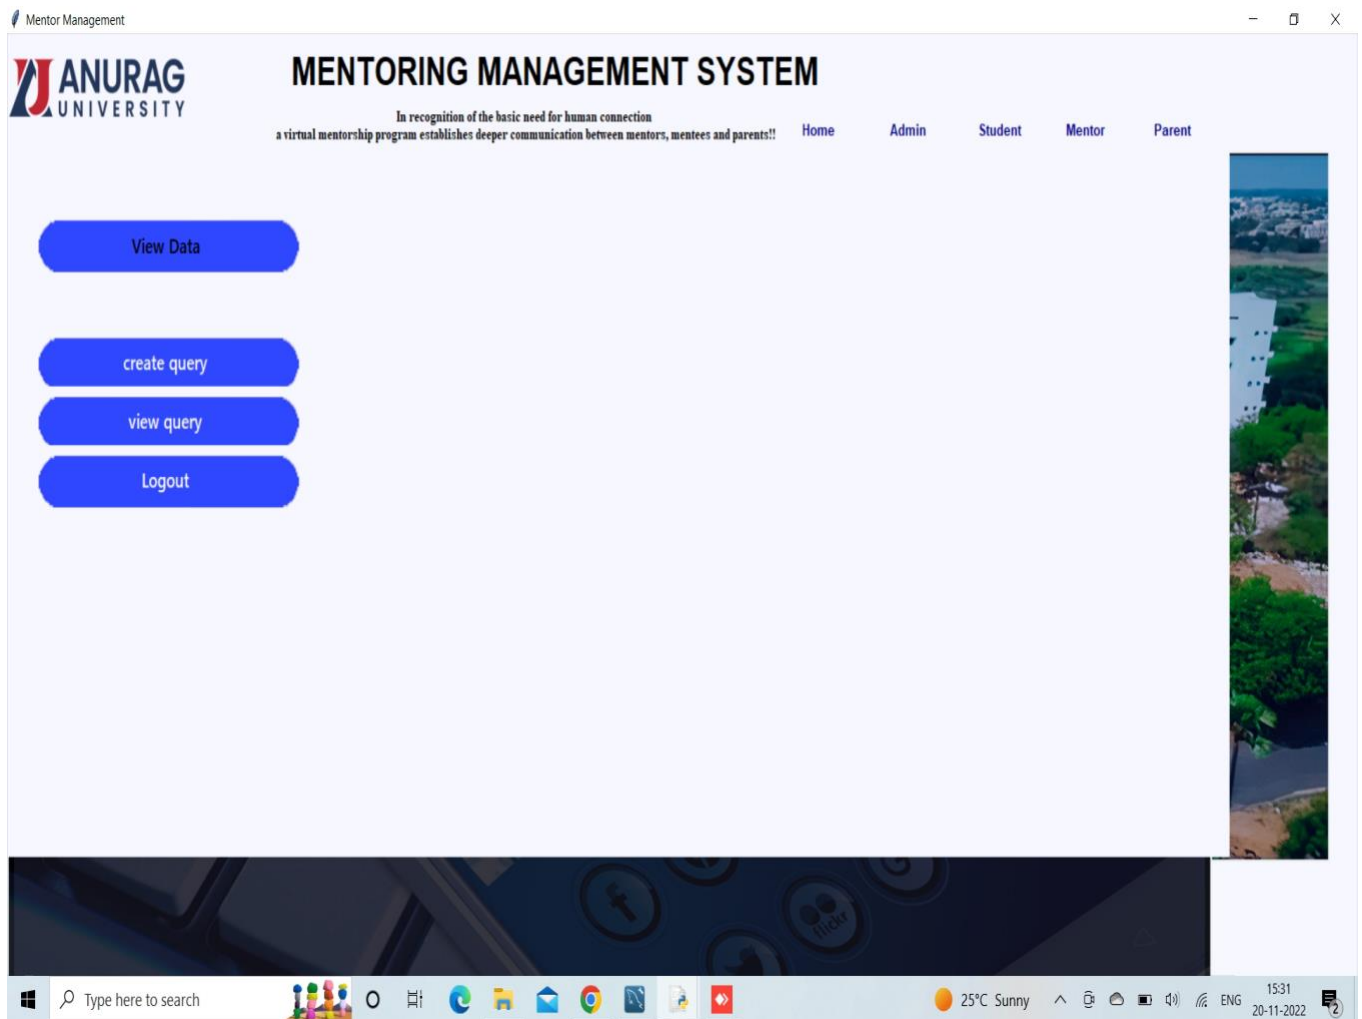 Mentor Management
ANURAG
UNIVERSITY
MENTORING MANAGEMENT SYSTEM
In recognition of the basic need for human connection
a virtual mentorship program establishes deeper communication between mentors, mentees and parents!!
Home Admin Student Mentor Parent
View Data
create query
view query
Logout
f
G
flickr
Type here to search
25°C Sunny
ENG
15:31
20-11-2022
2